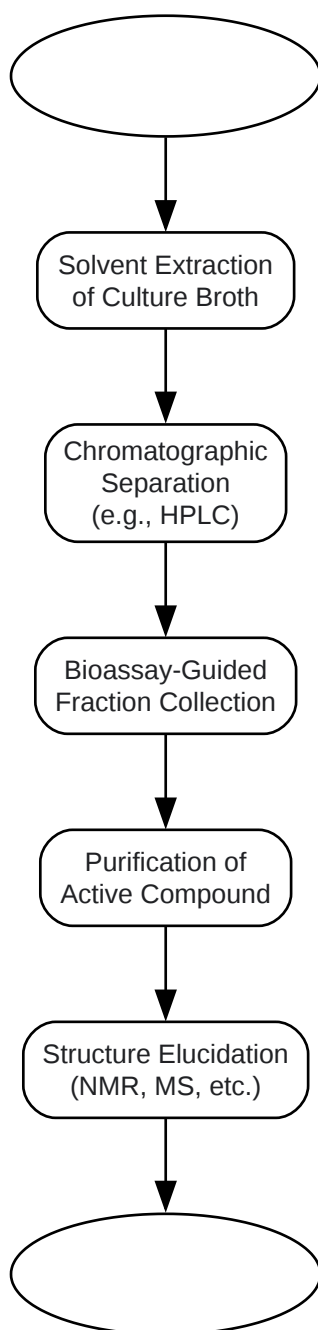 Solvent Extraction
of Culture Broth
Chromatographic
Separation
(e.g., HPLC)
Bioassay-Guided
Fraction Collection
Purification of
Active Compound
Structure Elucidation
(NMR, MS, etc.)